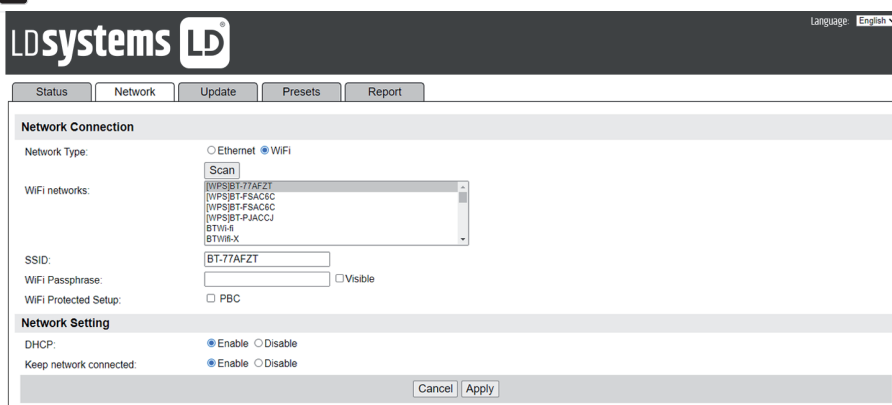 Language: English
LDsystems LD
Status Network Update Presets Report
Network Connection
Network Type: Ethernet WiFi
Scan
WiFi networks:
[WPS]BT-77AFZT
[WPS]BT-FSAC6C
[WPS]BT-FSAC6C
[WPS]BT-PJACCJ
BTWi-fi
BTWifi-X
SSID: BT-77AFZT
WiFi Passphrase: Visible
WiFi Protected Setup: PBC
Network Setting
DHCP: Enable Disable
Keep network connected: Enable Disable
Cancel Apply